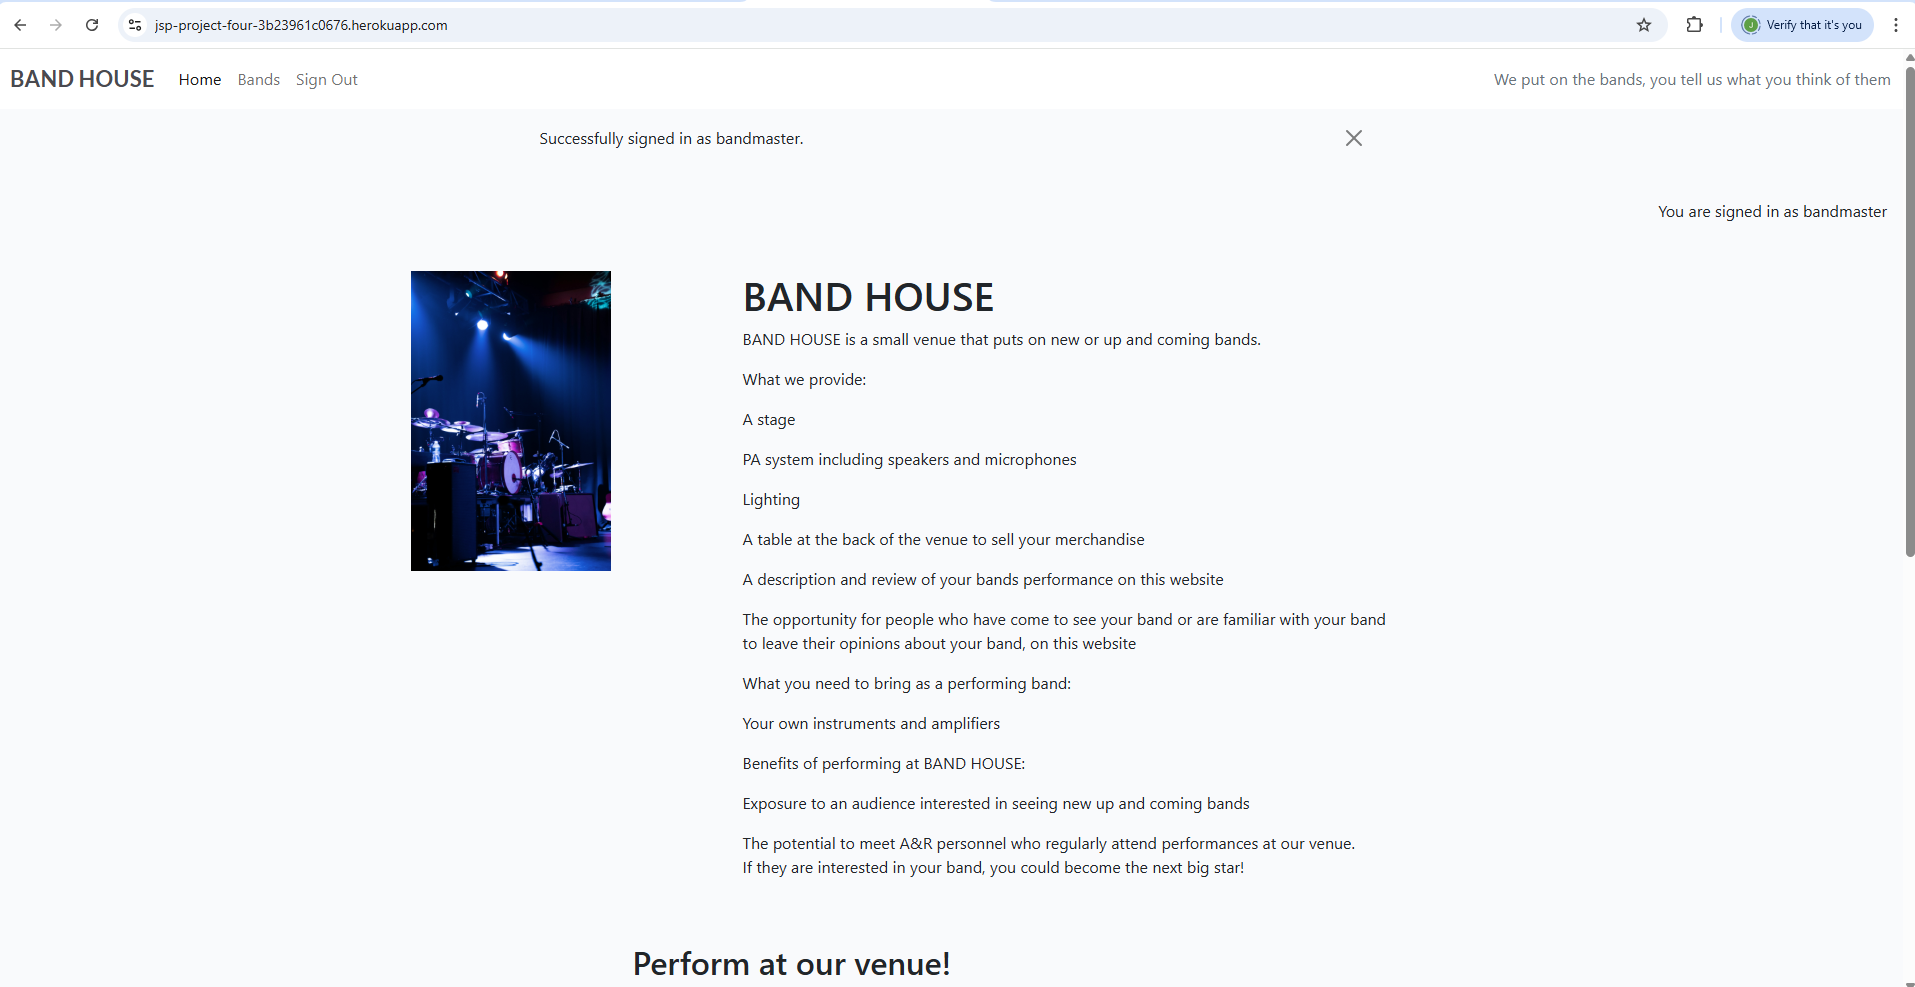 jsp-project-four-3b23961c0676.herokuapp.com
J
Verify that it's you
BAND HOUSE
Home
Bands
Sign Out
We put on the bands, you tell us what you think of them
Successfully signed in as bandmaster.
You are signed in as bandmaster
BAND HOUSE
BAND HOUSE is a small venue that puts on new or up and coming bands.
What we provide:
A stage
PA system including speakers and microphones
Lighting
A table at the back of the venue to sell your merchandise
A description and review of your bands performance on this website
The opportunity for people who have come to see your band or are familiar with your band
to leave their opinions about your band, on this website
What you need to bring as a performing band:
Your own instruments and amplifiers
Benefits of performing at BAND HOUSE:
Exposure to an audience interested in seeing new up and coming bands
The potential to meet A&R personnel who regularly attend performances at our venue.
If they are interested in your band, you could become the next big star!
Perform at our venue!